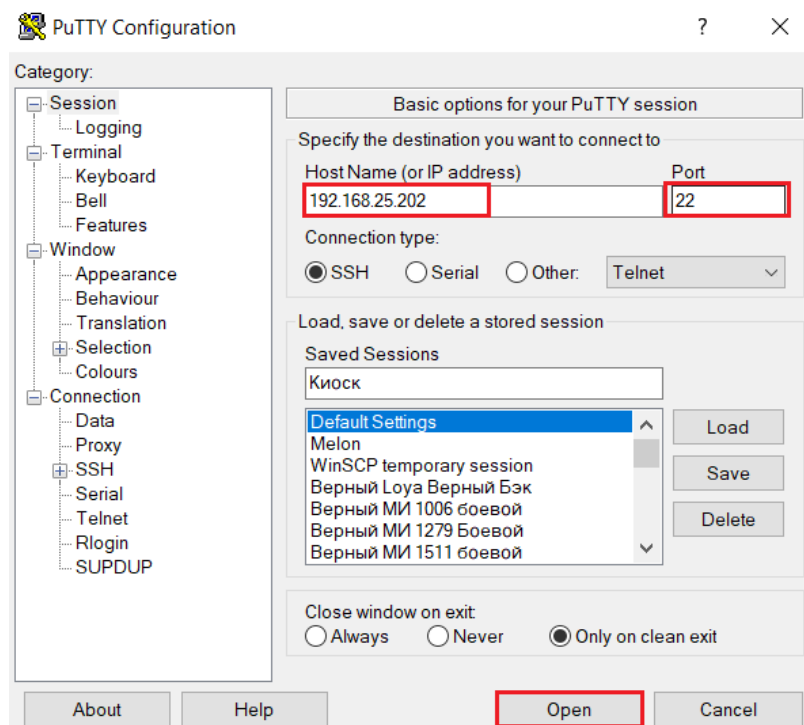 PuTTY Configuration
?
Category:
Session
Logging
Terminal
Keyboard
Bell
Features
Window
Appearance
Behaviour
Translation
Selection
Colours
Connection
Data
Proxy
SSH
Serial
Telnet
Rlogin
SUPDUP
Basic options for your PuTTY session
Specify the destination you want to connect to
Host Name (or IP address) Port
192.168.25.202 22
Connection type:
SSH Serial Other: Telnet
Load, save or delete a stored session
Saved Sessions
Киоск
Default Settings
Melon
WinSCP temporary session
Верный Loya Верный Бэк
Верный МИ 1006 боевой
Верный МИ 1279 Боевой
Верный МИ 1511 боевой
Load
Save
Delete
Close window on exit:
Always Never Only on clean exit
About Help Open Cancel